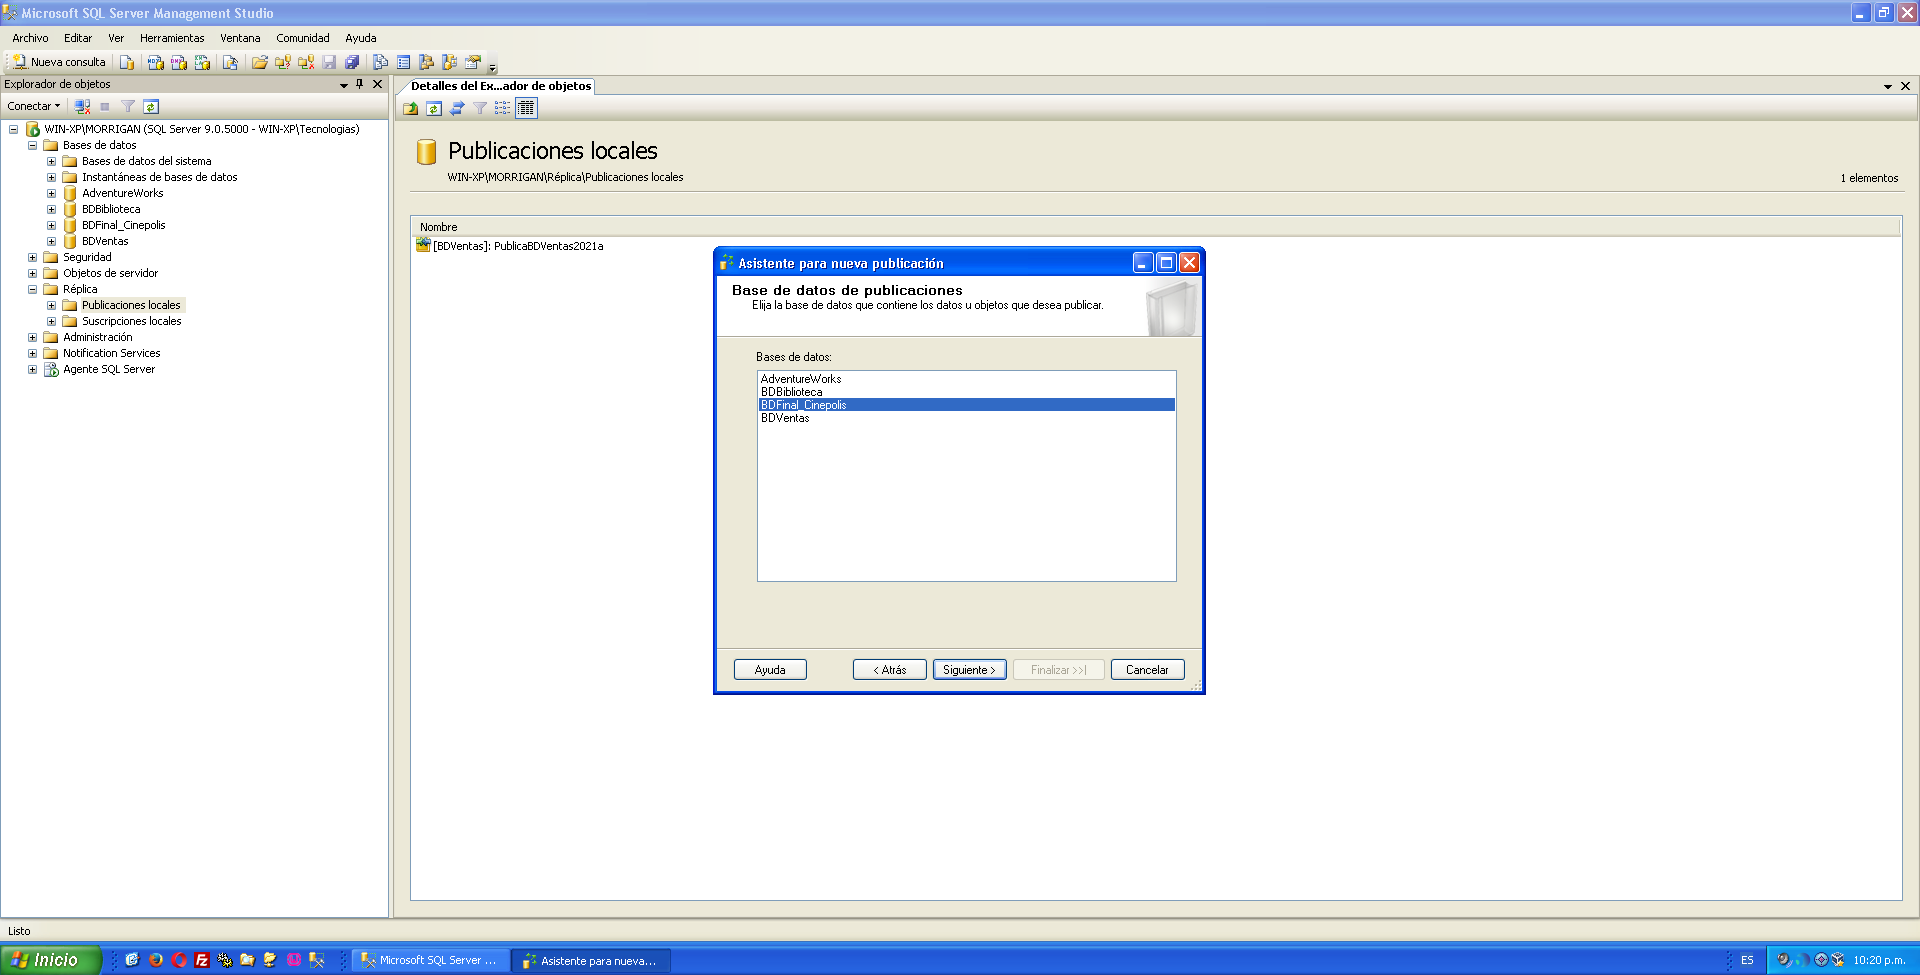 Microsoft SQL Server Management Studio
Archivo Editar Ver Herramientas Ventana Comunidad Ayuda
Nueva consulta
Explorador de objetos
Conectar
WIN-XP\MORRIGAN (SQL Server 9.0.5000 - WIN-XP\Tecnologias)
Bases de datos
Bases de datos del sistema
Instantáneas de bases de datos
AdventureWorks
BDBiblioteca
BDFinal_Cinepolis
BDVentas
Seguridad
Objetos de servidor
Réplica
Publicaciones locales
Suscripciones locales
Administración
Notification Services
Agente SQL Server
Detalles del Ex...ador de objetos
Publicaciones locales
WIN-XP\MORRIGAN\Réplica\Publicaciones locales
1 elementos
Nombre
[BDVentas]: PublicaBDVentas2021a
Asistente para nueva publicación
Base de datos de publicaciones
Elija la base de datos que contiene los datos u objetos que desea publicar.
Bases de datos:
AdventureWorks
BDBiblioteca
BDFinal_Cinepolis
BDVentas
Ayuda < Atrás Siguiente > Finalizar >>| Cancelar
Listo
Inicio
Microsoft SQL Server ...
Asistente para nueva...
ES
10:20 p.m.